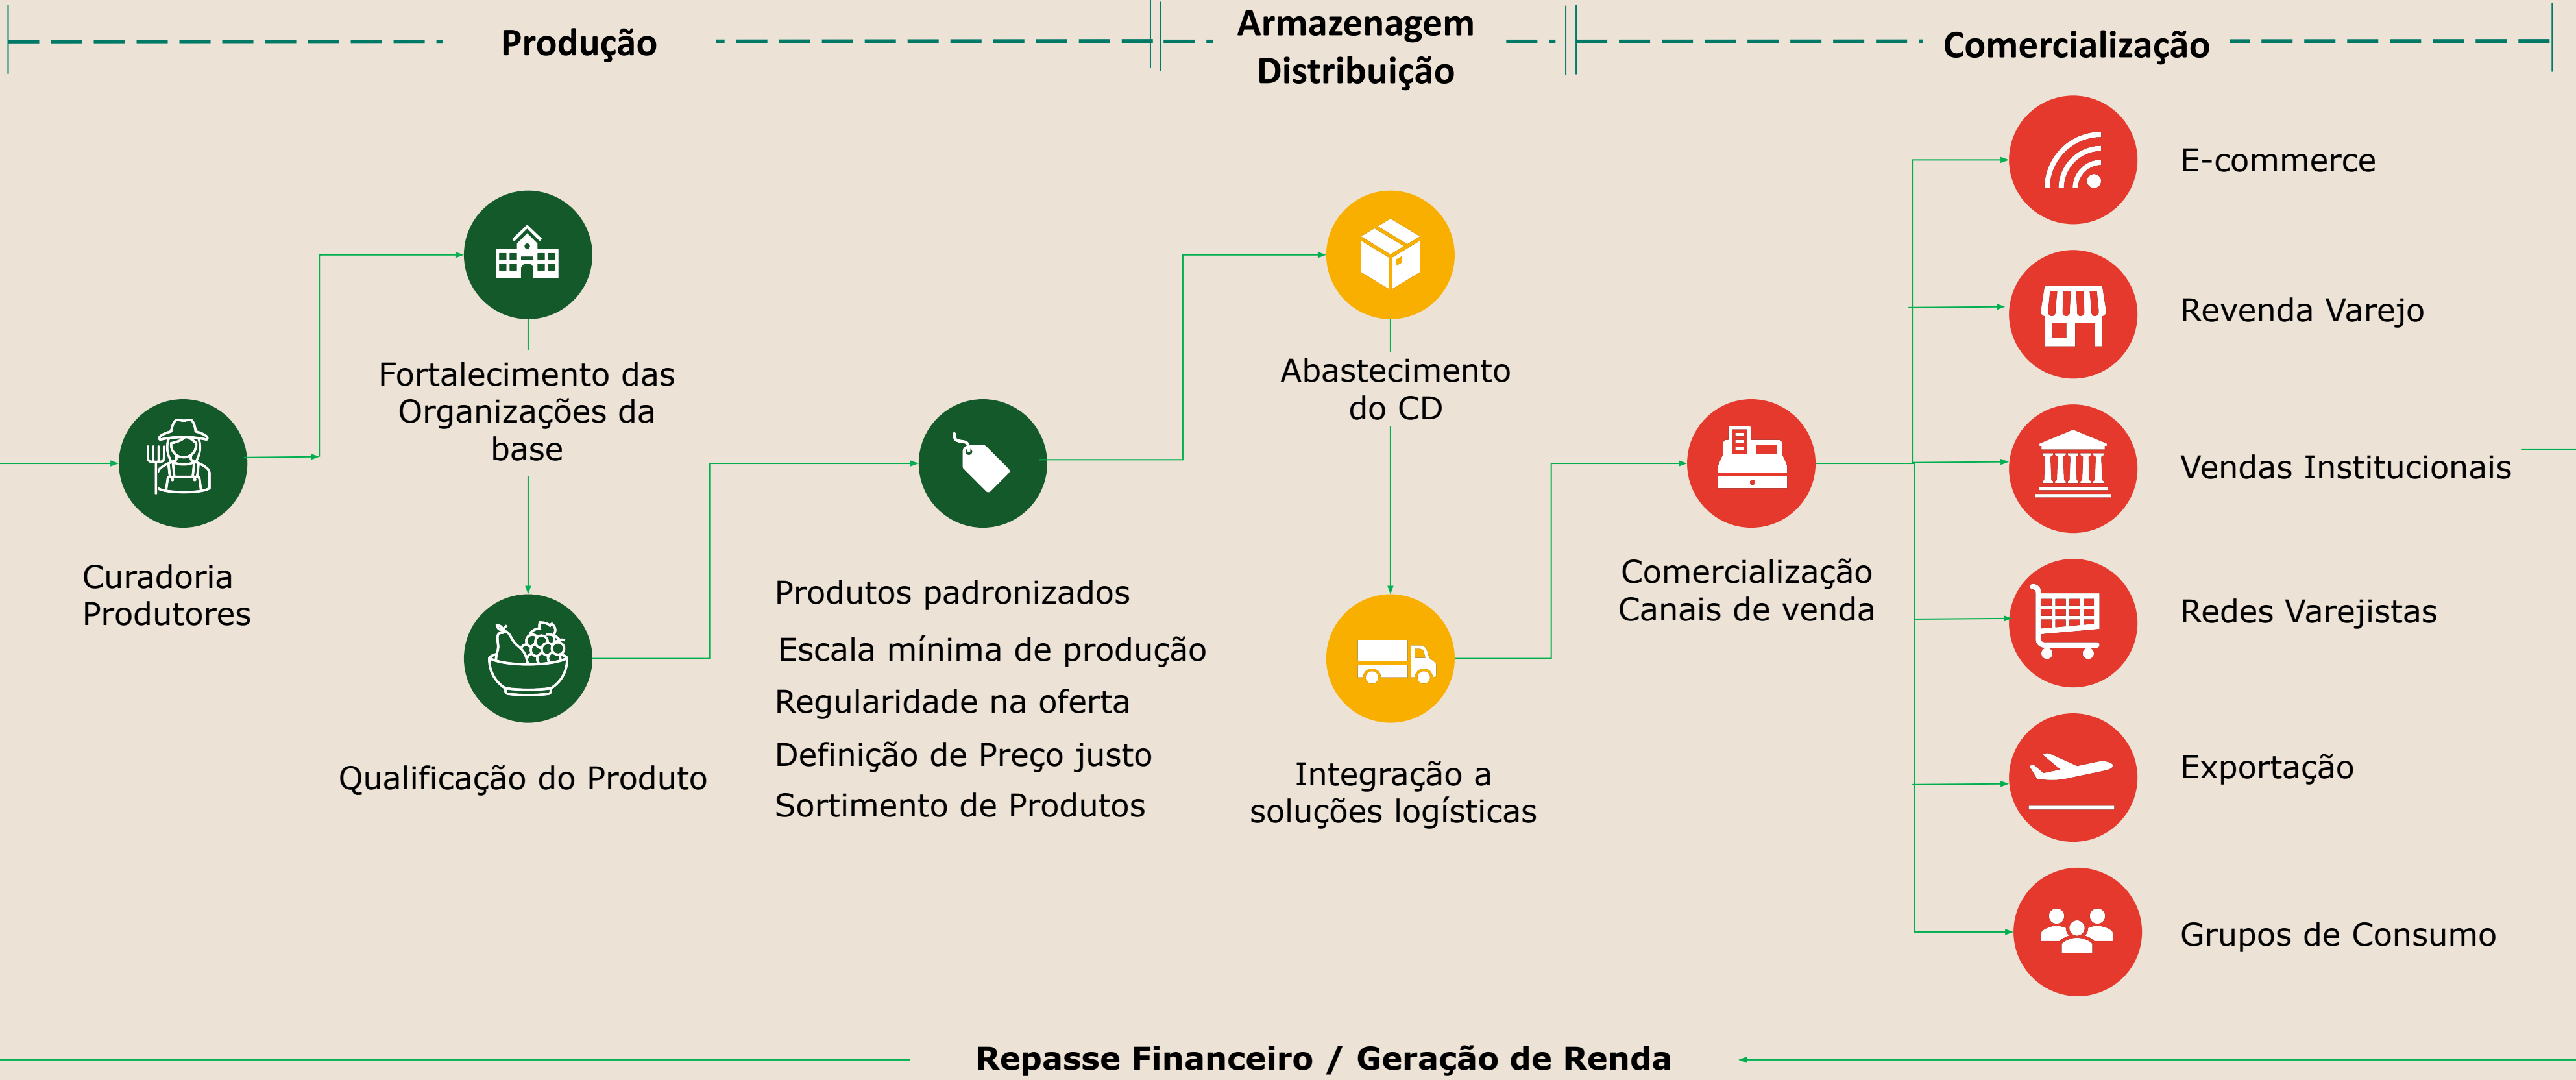 Produção
Armazenagem
Distribuição
Comercialização
Curadoria
Produtores
Fortalecimento das
Organizações da
base
Qualificação do Produto
Produtos padronizados
Escala mínima de produção
Regularidade na oferta
Definição de Preço justo
Sortimento de Produtos
Abastecimento
do CD
Integração a
soluções logísticas
Comercialização
Canais de venda
E-commerce
Revenda Varejo
Vendas Institucionais
Redes Varejistas
Exportação
Grupos de Consumo
Repasse Financeiro / Geração de Renda